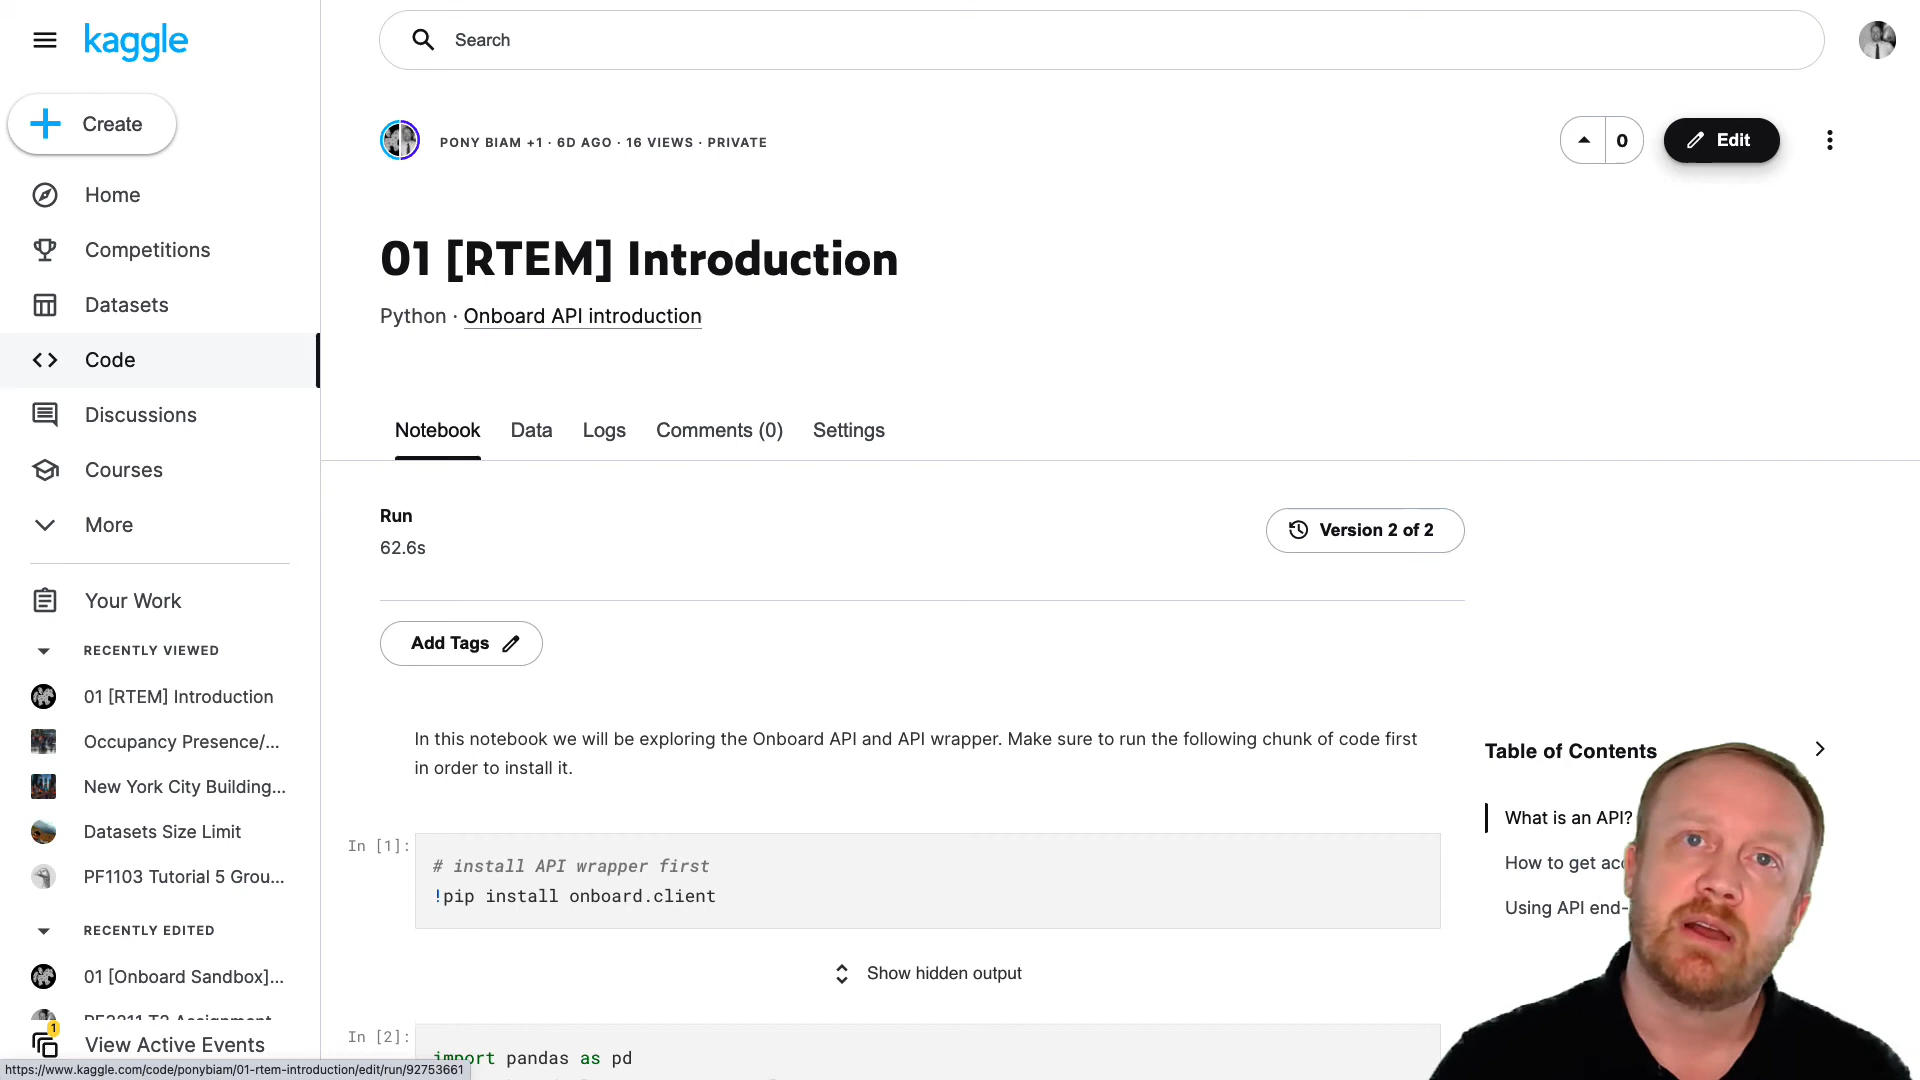 kaggle
Search
Create
Home
Competitions
Datasets
Code
Discussions
Courses
More
Your Work
RECENTLY VIEWED
01 [RTEM] Introduction
Occupancy Presence/...
New York City Building...
Datasets Size Limit
PF1103 Tutorial 5 Grou...
RECENTLY EDITED
01 [Onboard Sandbox]...
1
View Active Events
https://www.kaggle.com/code/ponybiam/01-rtem-introduction/edit/run/92753661
PONY BIAM +1 · 6D AGO · 16 VIEWS · PRIVATE
0
Edit
01 [RTEM] Introduction
Python · Onboard API introduction
Notebook
Data
Logs
Comments (0)
Settings
Run
62.6s
Version 2 of 2
Add Tags
In this notebook we will be exploring the Onboard API and API wrapper. Make sure to run the following chunk of code first
in order to install it.
In [1]:
# install API wrapper first
!pip install onboard.client
Show hidden output
In [2]:
import pandas as pd
Table of Contents
What is an API?
How to get
Using API end-